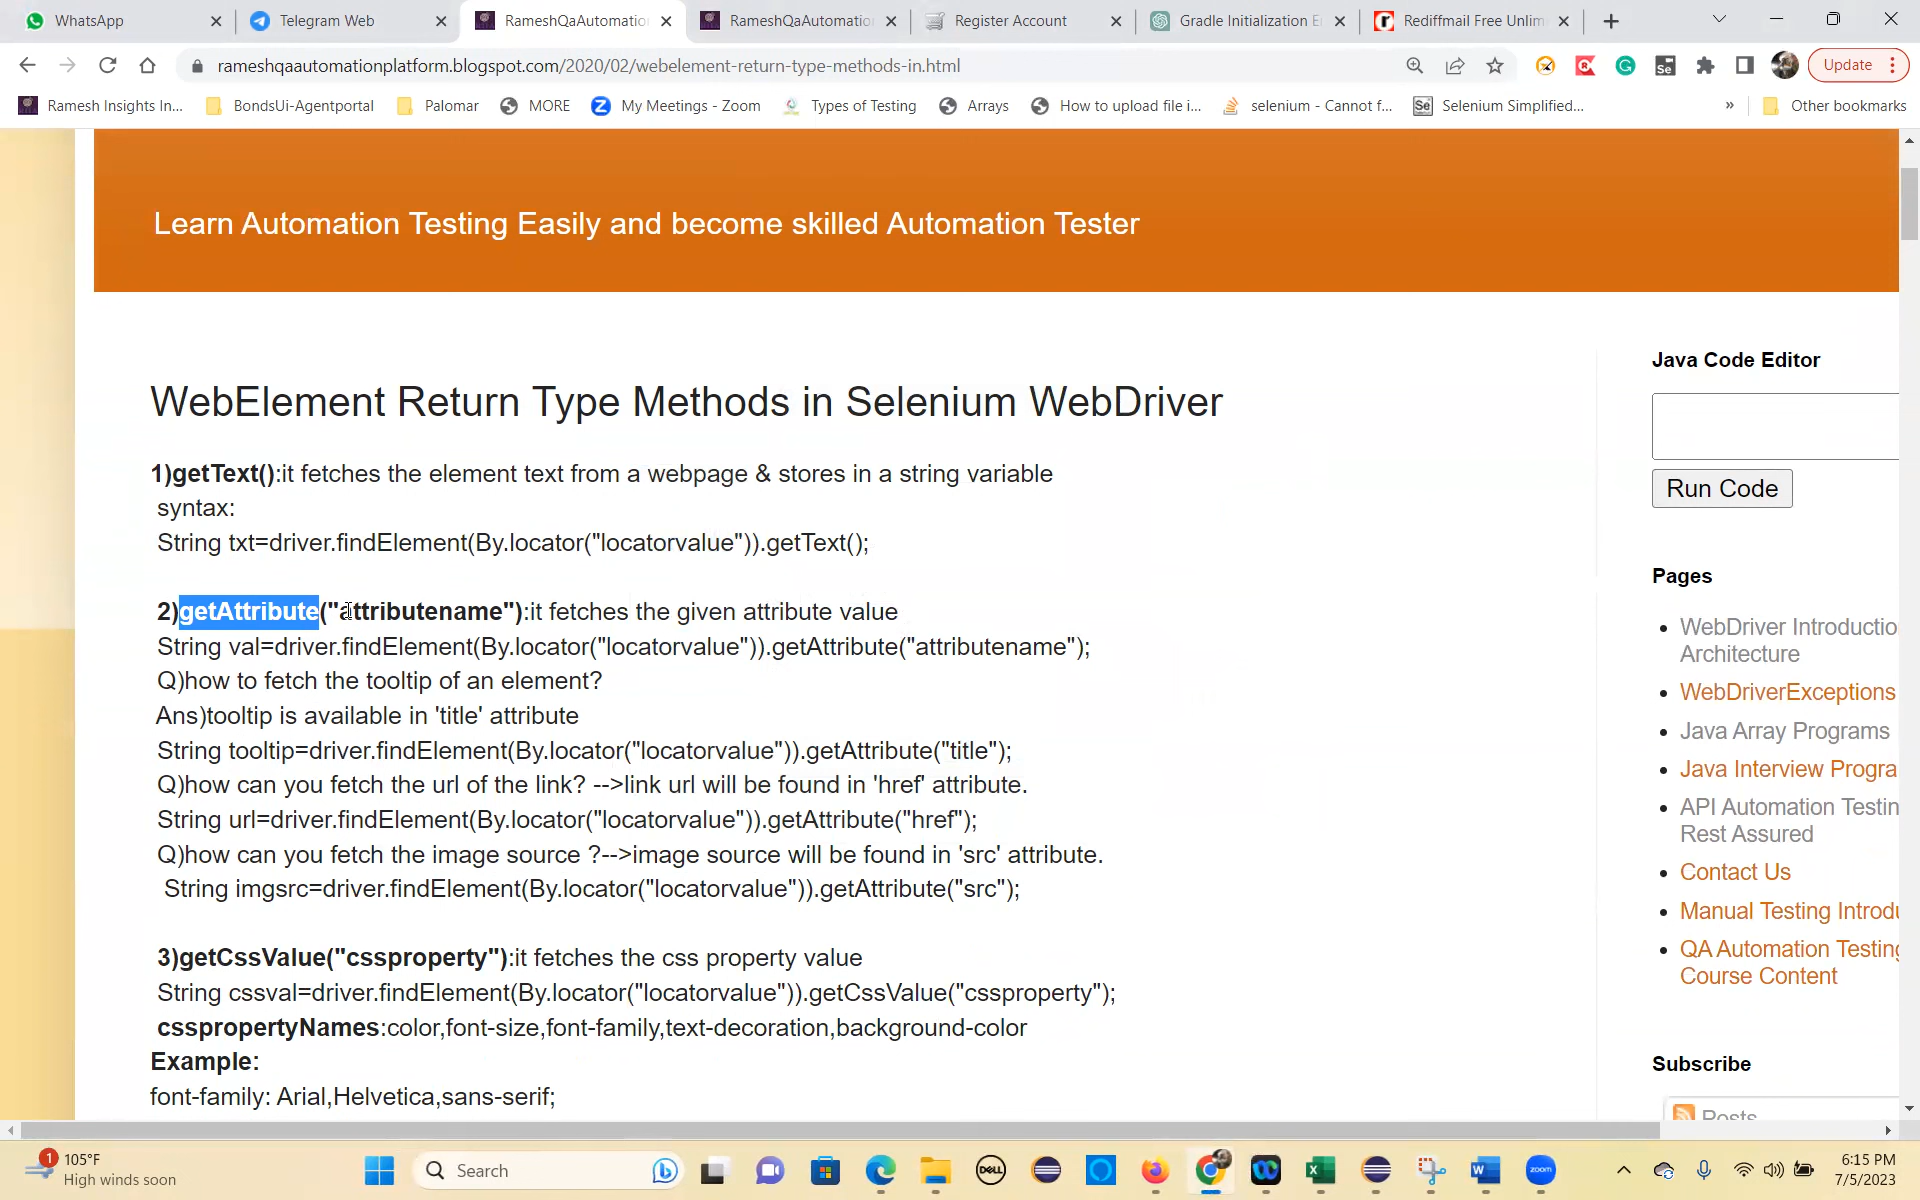 WhatsApp
Telegram Web
RameshQaAutomatio
RameshQaAutomatio
Register Account
Gradle Initialization E
Rediffmail Free Unlim
rameshqaautomationplatform.blogspot.com/2020/02/webelement-return-type-methods-in.html
Update
Ramesh Insights In...
BondsUi-Agentportal
Palomar
MORE
My Meetings - Zoom
Types of Testing
Arrays
How to upload file i...
selenium - Cannot f...
Selenium Simplified...
»
Other bookmarks
Learn Automation Testing Easily and become skilled Automation Tester
WebElement Return Type Methods in Selenium WebDriver
1)getText():it fetches the element text from a webpage & stores in a string variable
syntax:
String txt=driver.findElement(By.locator("locatorvalue")).getText();
2)getAttribute("attributename"):it fetches the given attribute value
String val=driver.findElement(By.locator("locatorvalue")).getAttribute("attributename");
Q)how to fetch the tooltip of an element?
Ans)tooltip is available in 'title' attribute
String tooltip=driver.findElement(By.locator("locatorvalue")).getAttribute("title");
Q)how can you fetch the url of the link? -->link url will be found in 'href' attribute.
String url=driver.findElement(By.locator("locatorvalue")).getAttribute("href");
Q)how can you fetch the image source ?-->image source will be found in 'src' attribute.
String imgsrc=driver.findElement(By.locator("locatorvalue")).getAttribute("src");
3)getCssValue("cssproperty"):it fetches the css property value
String cssval=driver.findElement(By.locator("locatorvalue")).getCssValue("cssproperty");
csspropertyNames:color,font-size,font-family,text-decoration,background-color
Example:
font-family: Arial,Helvetica,sans-serif;
Java Code Editor
Run Code
Pages
WebDriver Introductio
Architecture
WebDriverExceptions
Java Array Programs
Java Interview Progra
API Automation Testin
Rest Assured
Contact Us
Manual Testing Introdu
QA Automation Testing
Course Content
Subscribe
Posts
1
105°F
High winds soon
Search
DELL
zoom
6:15 PM
7/5/2023